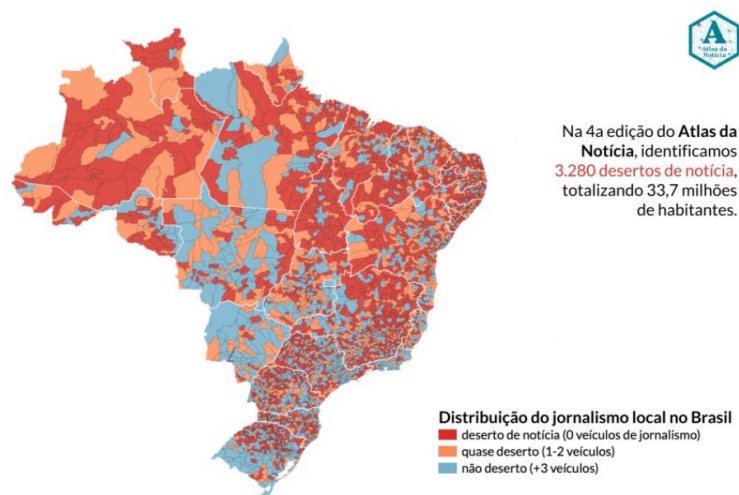 A
Atlas da
Notícia
Na 4a edição do Atlas da
Notícia, identificamos
3.280 desertos de notícia,
totalizando 33,7 milhões
de habitantes.
Distribuição do jornalismo local no Brasil
deserto de notícia (0 veículos de jornalismo)
quase deserto (1-2 veículos)
não deserto (+3 veículos)